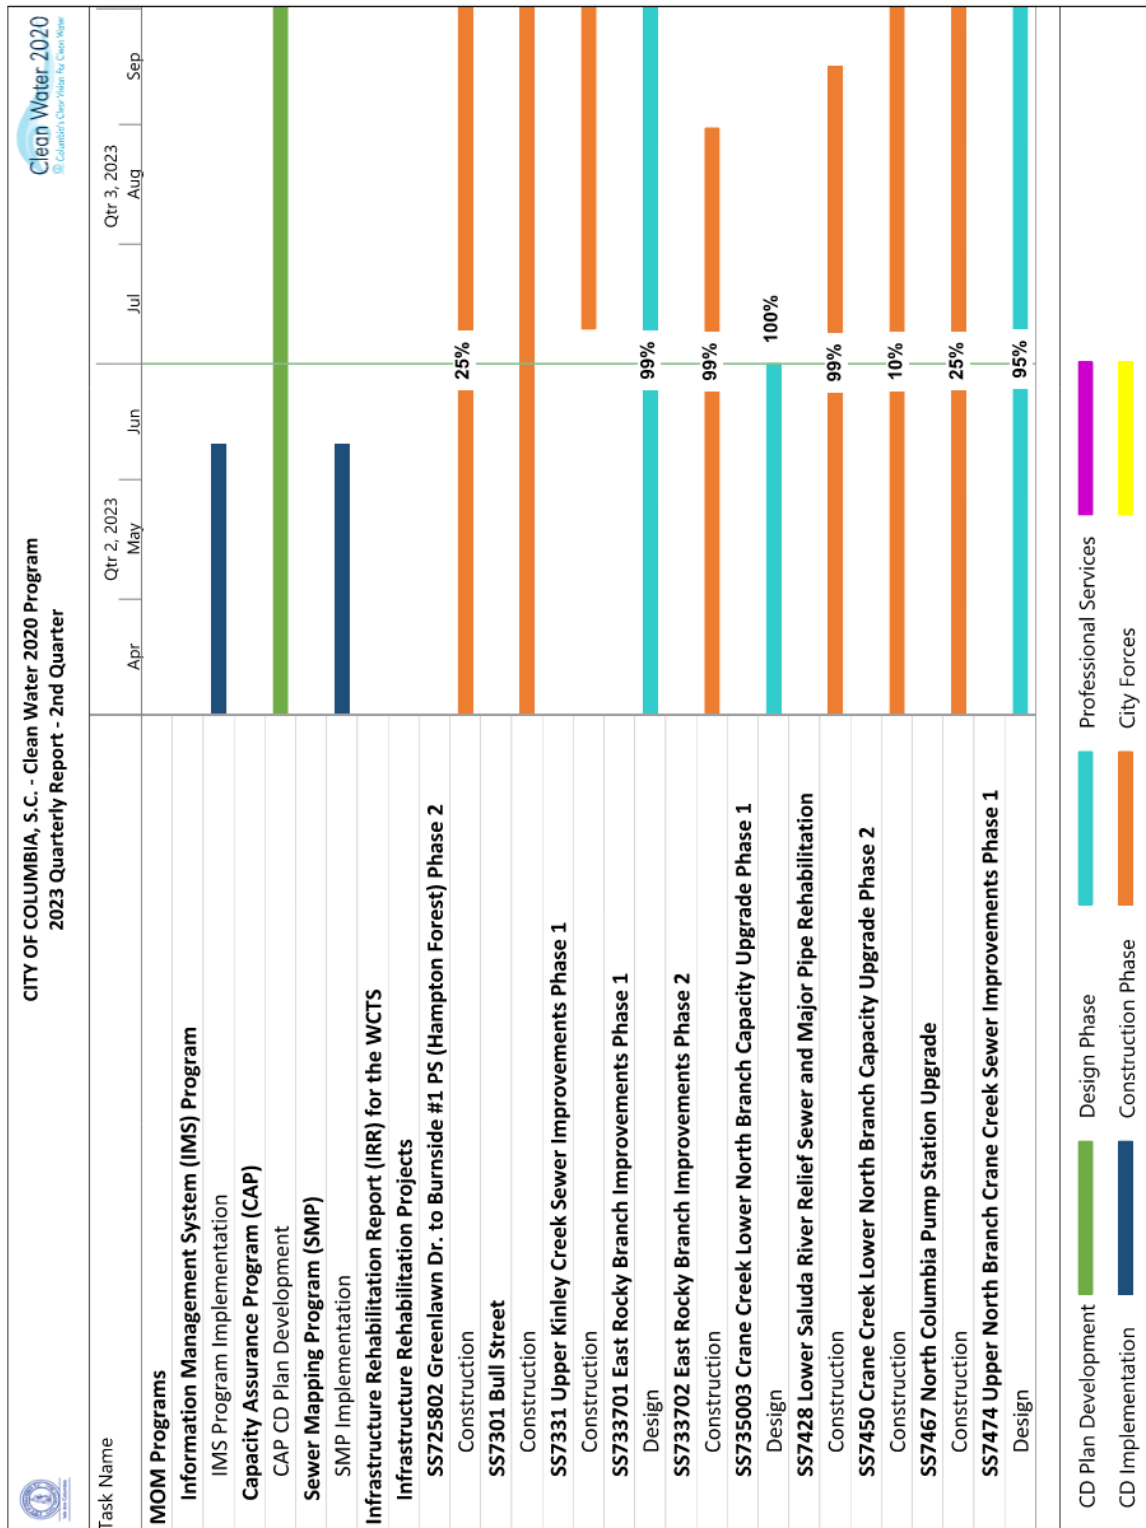 CITY OF COLUMBIA, S.C. - Clean Water 2020 Program
2023 Quarterly Report - 2nd Quarter
Clean Water 2020
@ Columbia's Clear Vision For Clean Water
Task Name
Qtr 2, 2023
Qtr 3, 2023
Apr
May
Jun
Jul
Aug
Sep
MOM Programs
Information Management System (IMS) Program
IMS Program Implementation
Capacity Assurance Program (CAP)
CAP CD Plan Development
Sewer Mapping Program (SMP)
SMP Implementation
Infrastructure Rehabilitation Report (IRR) for the WCTS
Infrastructure Rehabilitation Projects
SS725802 Greenlawn Dr. to Burnside #1 PS (Hampton Forest) Phase 2
Construction
25%
SS7301 Bull Street
Construction
SS7331 Upper Kinley Creek Sewer Improvements Phase 1
Construction
SS733701 East Rocky Branch Improvements Phase 1
Design
99%
SS733702 East Rocky Branch Improvements Phase 2
Construction
99%
SS735003 Crane Creek Lower North Branch Capacity Upgrade Phase 1
Design
100%
SS7428 Lower Saluda River Relief Sewer and Major Pipe Rehabilitation
Construction
99%
SS7450 Crane Creek Lower North Branch Capacity Upgrade Phase 2
Construction
10%
SS7467 North Columbia Pump Station Upgrade
Construction
25%
SS7474 Upper North Branch Crane Creek Sewer Improvements Phase 1
Design
95%
CD Plan Development
Design Phase
Professional Services
CD Implementation
Construction Phase
City Forces